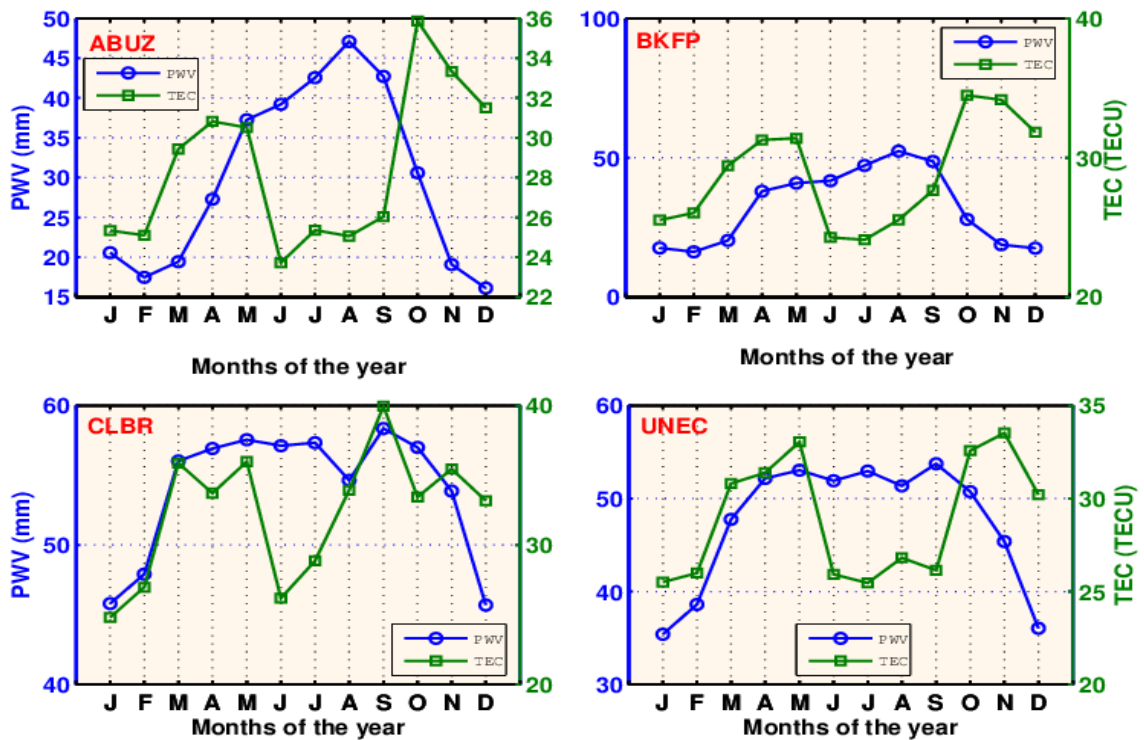 ABUZ
PWV
TEC
PWV (mm)
50
45
40
35
30
25
20
15
36
34
32
30
28
26
24
22
J F M A M J J A S O N D
Months of the year
BKFP
PWV
TEC
100
50
0
40
30
20
TEC (TECU)
J F M A M J J A S O N D
Months of the year
CLBR
PWV
TEC
PWV (mm)
60
50
40
40
30
20
J F M A M J J A S O N D
Months of the year
UNEC
PWV
TEC
60
50
40
30
35
30
25
20
TEC (TECU)
J F M A M J J A S O N D
Months of the year